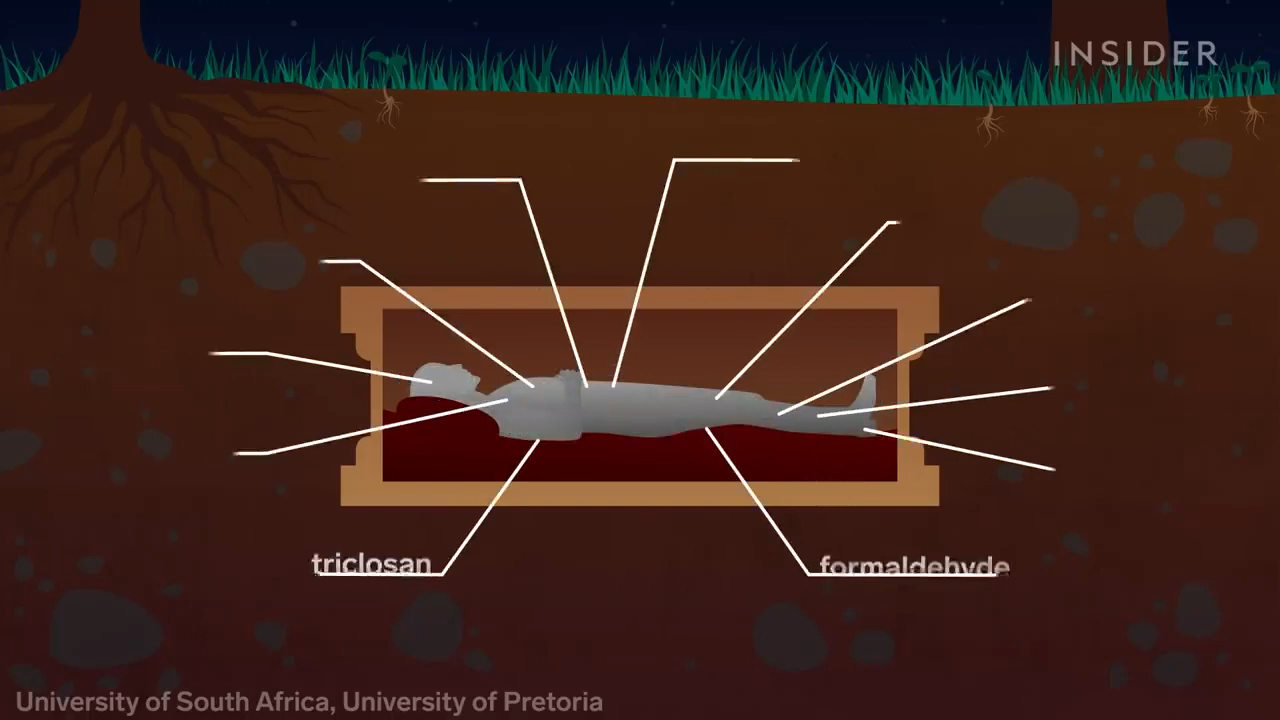 INSIDER
triclosan
formaldehyde
University of South Africa, University of Pretoria